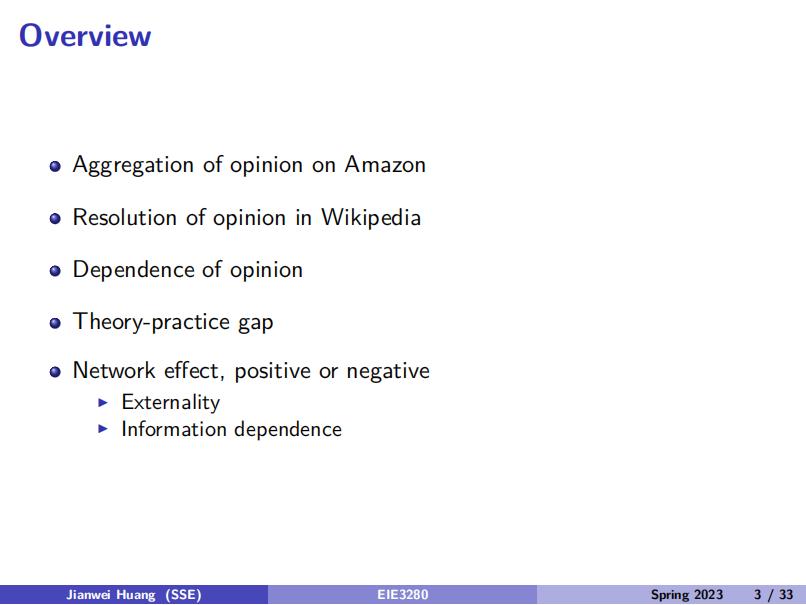 Overview
Aggregation of opinion on Amazon
Resolution of opinion in Wikipedia
Dependence of opinion
Theory-practice gap
Network effect, positive or negative
Externality
Information dependence
Jianwei Huang (SSE) EIE3280 Spring 2023 3 / 33